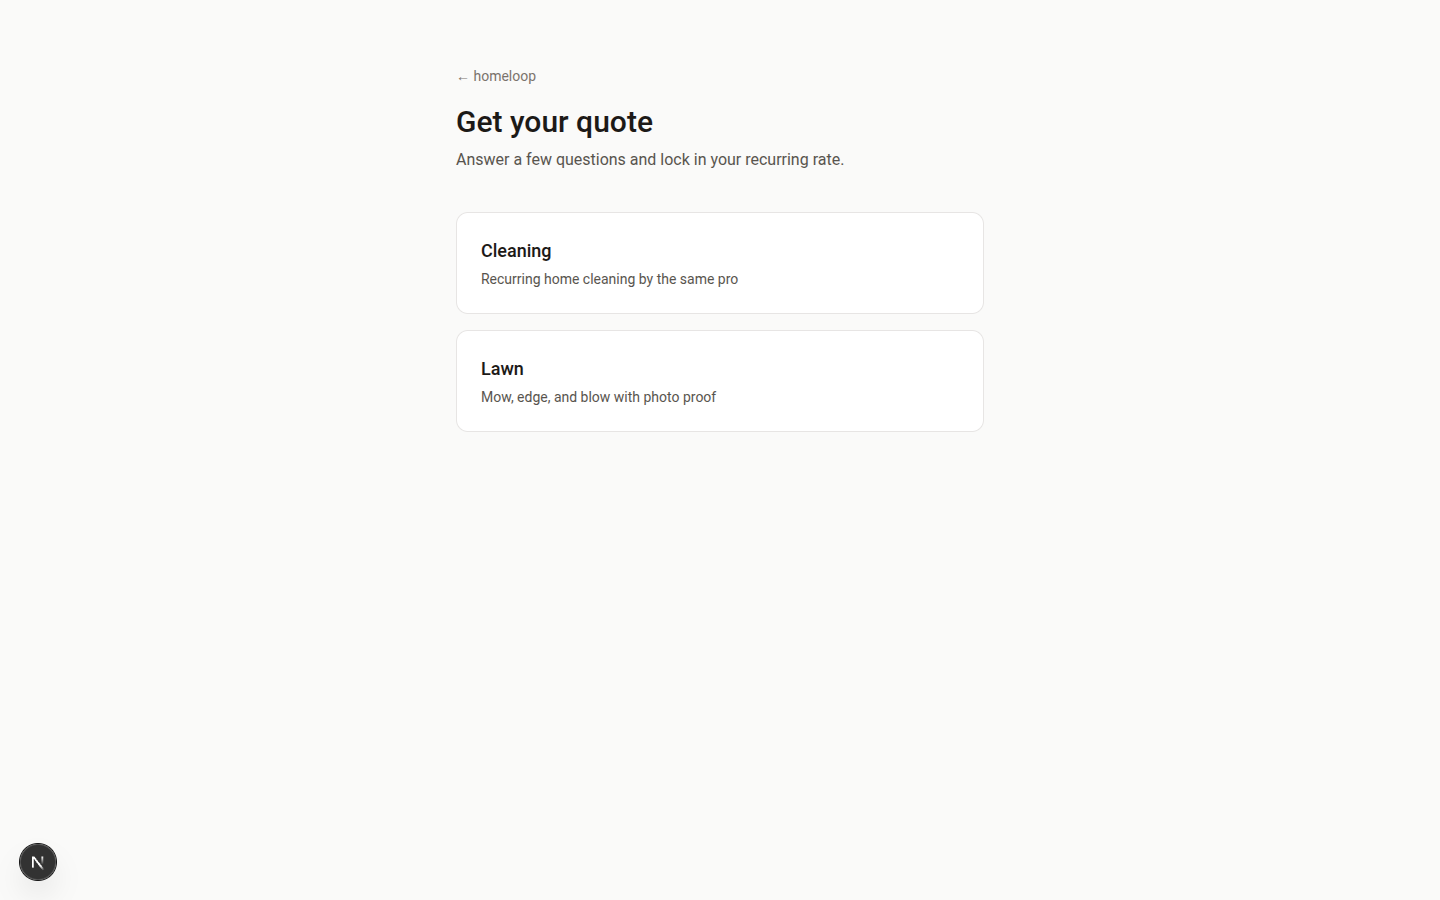 ← homeloop
Get your quote
Answer a few questions and lock in your recurring rate.
Cleaning
Recurring home cleaning by the same pro
Lawn
Mow, edge, and blow with photo proof
N